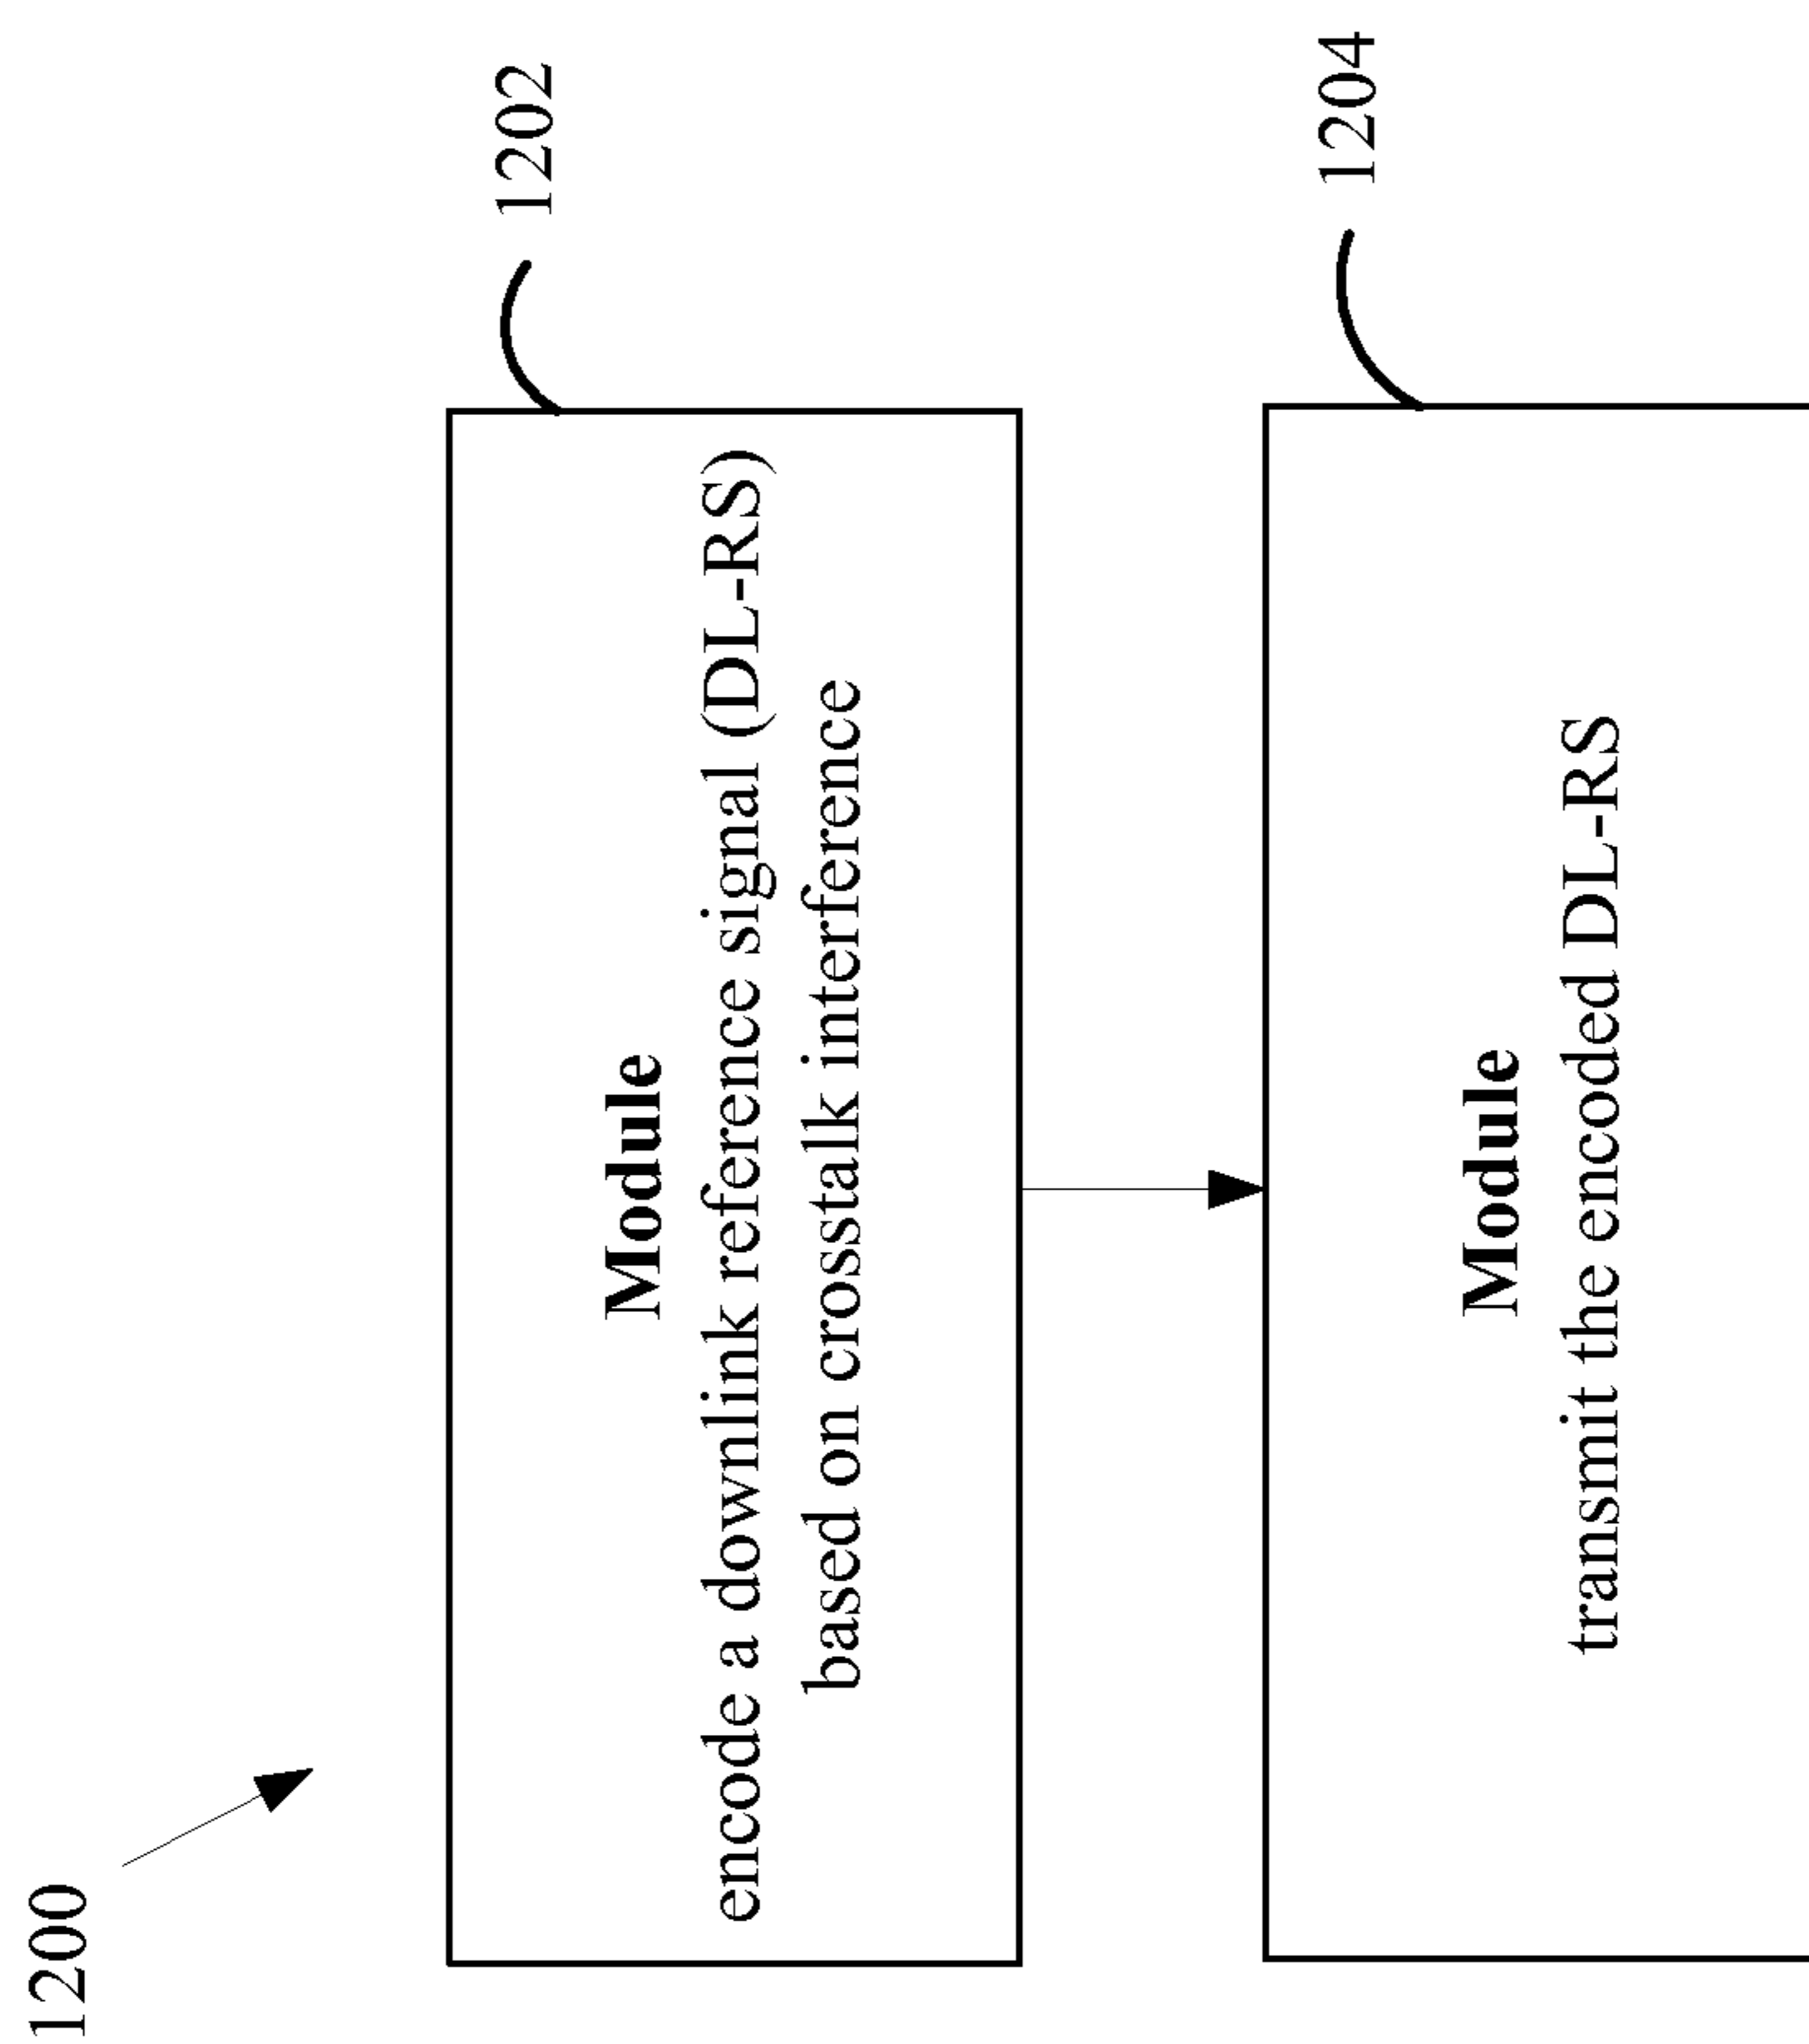 1200
1202
Module
encode a downlink reference signal (DL-RS)
based on crosstalk interference
1204
Module
transmit the encoded DL-RS